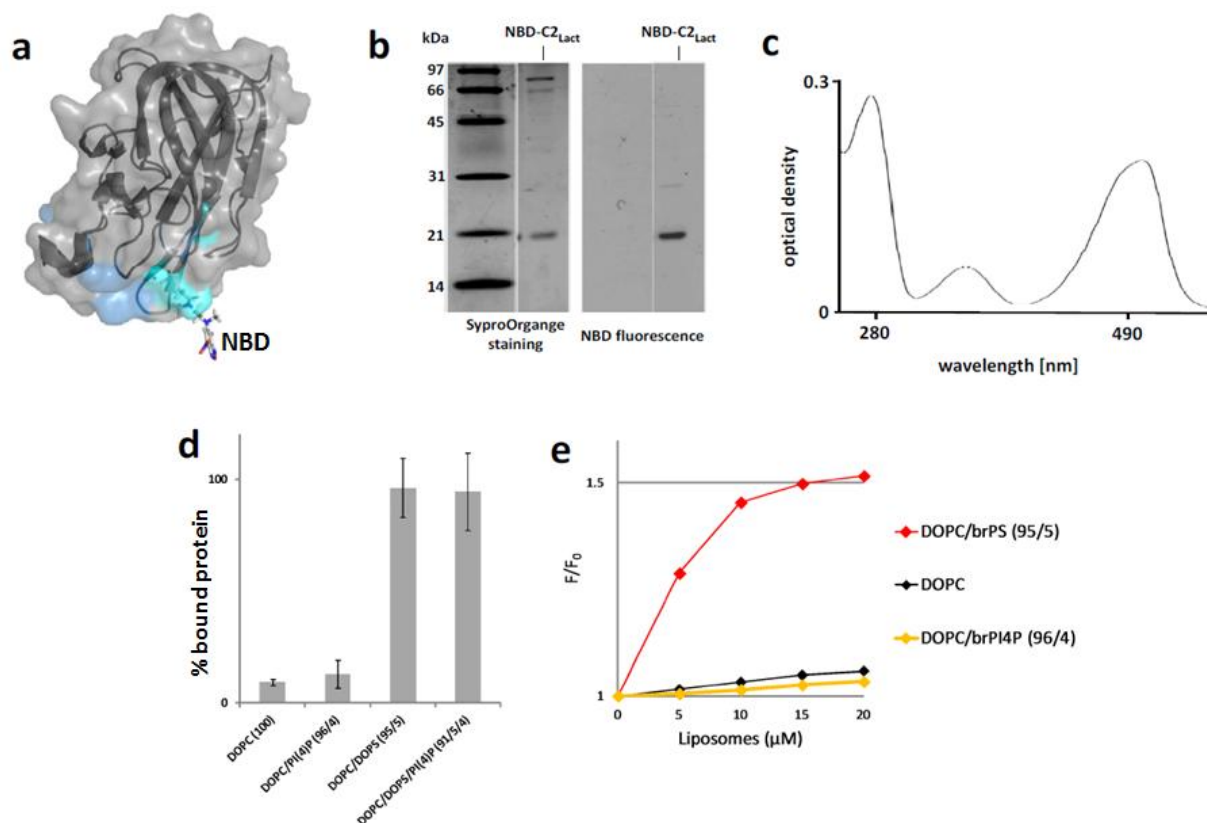 a
NBD
b
kDa
NBD-C2Lact
NBD-C2Lact
97
66
45
31
21
14
SyproOrgange
staining
NBD fluorescence
c
0.3
optical density
0
280
490
wavelength [nm]
d
% bound protein
100
0
DOPC (100)
DOPC/PI(4)P (96/4)
DOPC/DOPS (95/5)
DOPC/DOPS/PI(4)P (91/5/4)
e
F/F0
1.5
1
0
5
10
15
20
Liposomes (µM)
DOPC/brPS (95/5)
DOPC
DOPC/brPI4P (96/4)